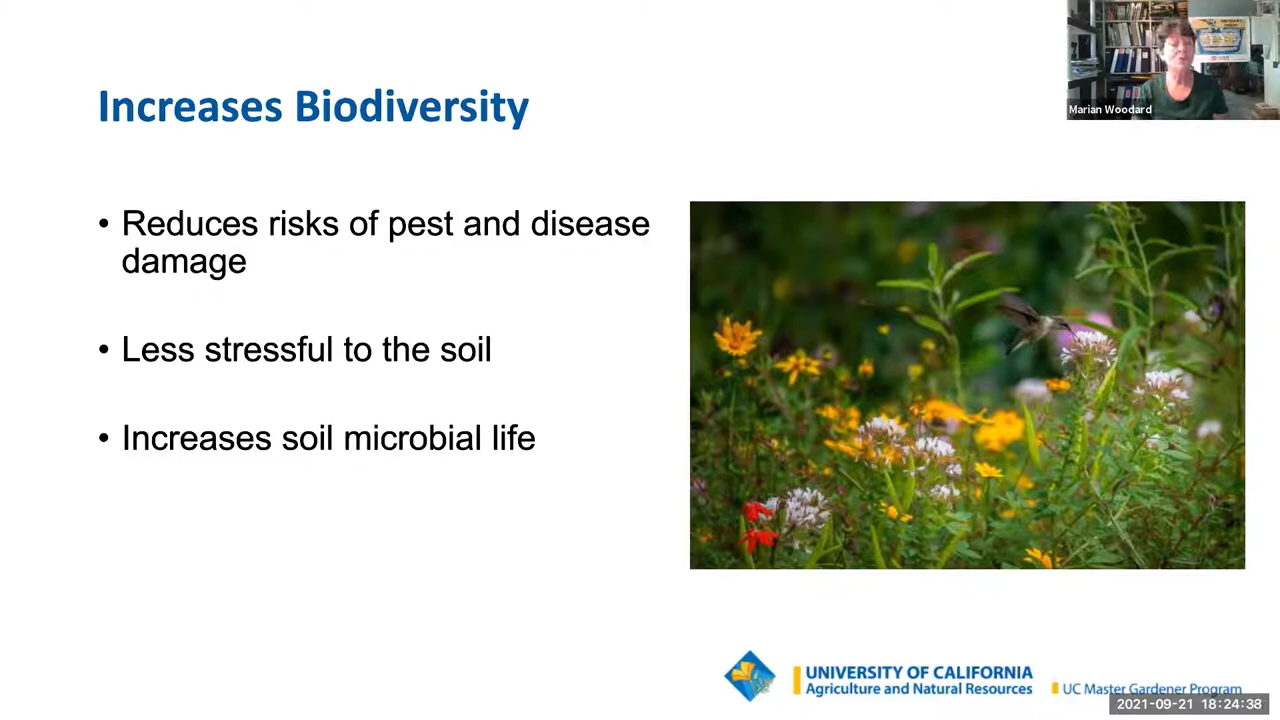 Increases Biodiversity
Marian Woodard
• Reduces risks of pest and disease
damage
• Less stressful to the soil
• Increases soil microbial life
UNIVERSITY OF CALIFORNIA
Agriculture and Natural Resources
UC Master Gardener Program
2021-09-21 18:24:38